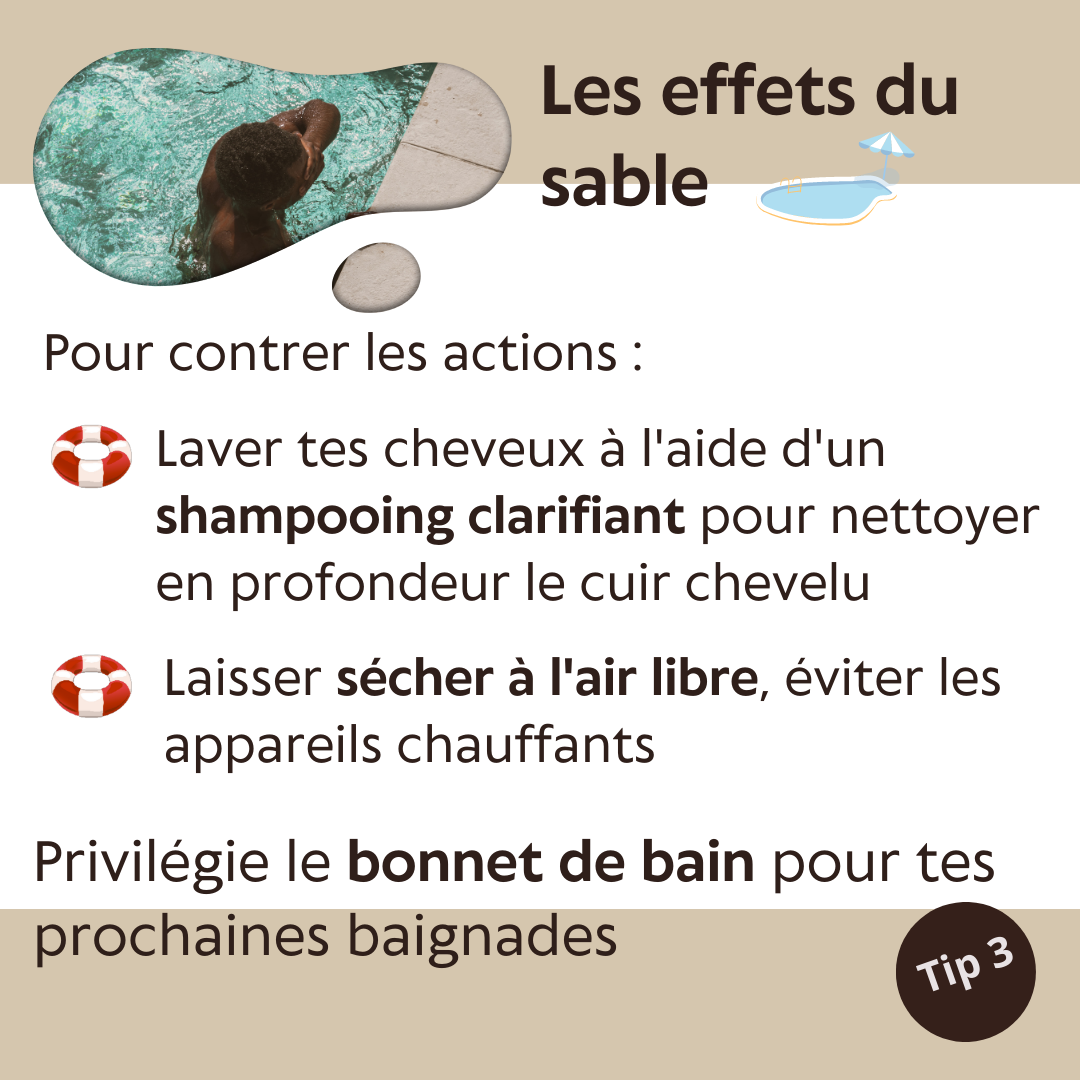 Les effets du
sable
Pour contrer les actions :
Laver tes cheveux à l'aide d'un
shampooing clarifiant pour nettoyer
en profondeur le cuir chevelu
Laisser sécher à l'air libre, éviter les
appareils chauffants
Privilégie le bonnet de bain pour tes
prochaines baignades
Tip 3